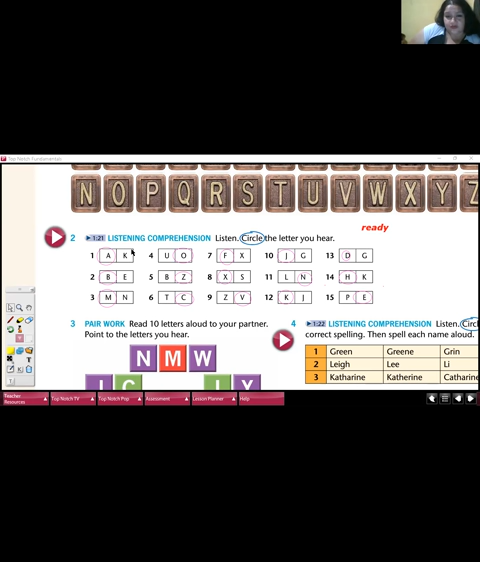 Top Notch Fundamentals
N O P Q R S T U V W X Y Z
ready
2 1:21 LISTENING COMPREHENSION Listen. Circle the letter you hear.
1 A K 4 U O 7 F X 10 J G 13 D G
2 B E 5 B Z 8 X S 11 L N 14 H K
3 M N 6 T C 9 Z V 12 K J 15 P E
3 PAIR WORK Read 10 letters aloud to your partner.
Point to the letters you hear.
N M W
4 1:22 LISTENING COMPREHENSION Listen. Circl
correct spelling. Then spell each name aloud.
1 Green Greene Grin
2 Leigh Lee Li
3 Katharine Katherine Catharine
Teacher Resources Top Notch TV Top Notch Pop Assessment Lesson Planner Help